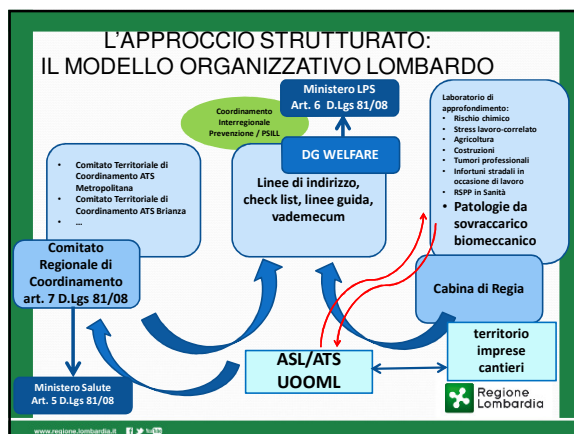 L'APPROCCIO STRUTTURATO:
IL MODELLO ORGANIZZATIVO LOMBARDO
Ministero LPS
Art. 6 D.Lgs 81/08
Coordinamento
Interregionale
Prevenzione / PSILL
DG WELFARE
Linee di indirizzo,
check list, linee guida,
vademecum
• Comitato Territoriale di
Coordinamento ATS
Metropolitana
• Comitato Territoriale di
Coordinamento ATS Brianza
• ...
Comitato
Regionale di
Coordinamento
art. 7 D.Lgs 81/08
Ministero Salute
Art. 5 D.Lgs 81/08
Laboratorio di
approfondimento:
• Rischio chimico
• Stress lavoro-correlato
• Agricoltura
• Costruzioni
• Tumori professionali
• Infortuni stradali in
occasione di lavoro
• RSPP in Sanità
• Patologie da
sovraccarico
biomeccanico
Cabina di Regia
ASL/ATS
UOOML
territorio
imprese
cantieri
Regione
Lombardia
www.regione.lombardia.it